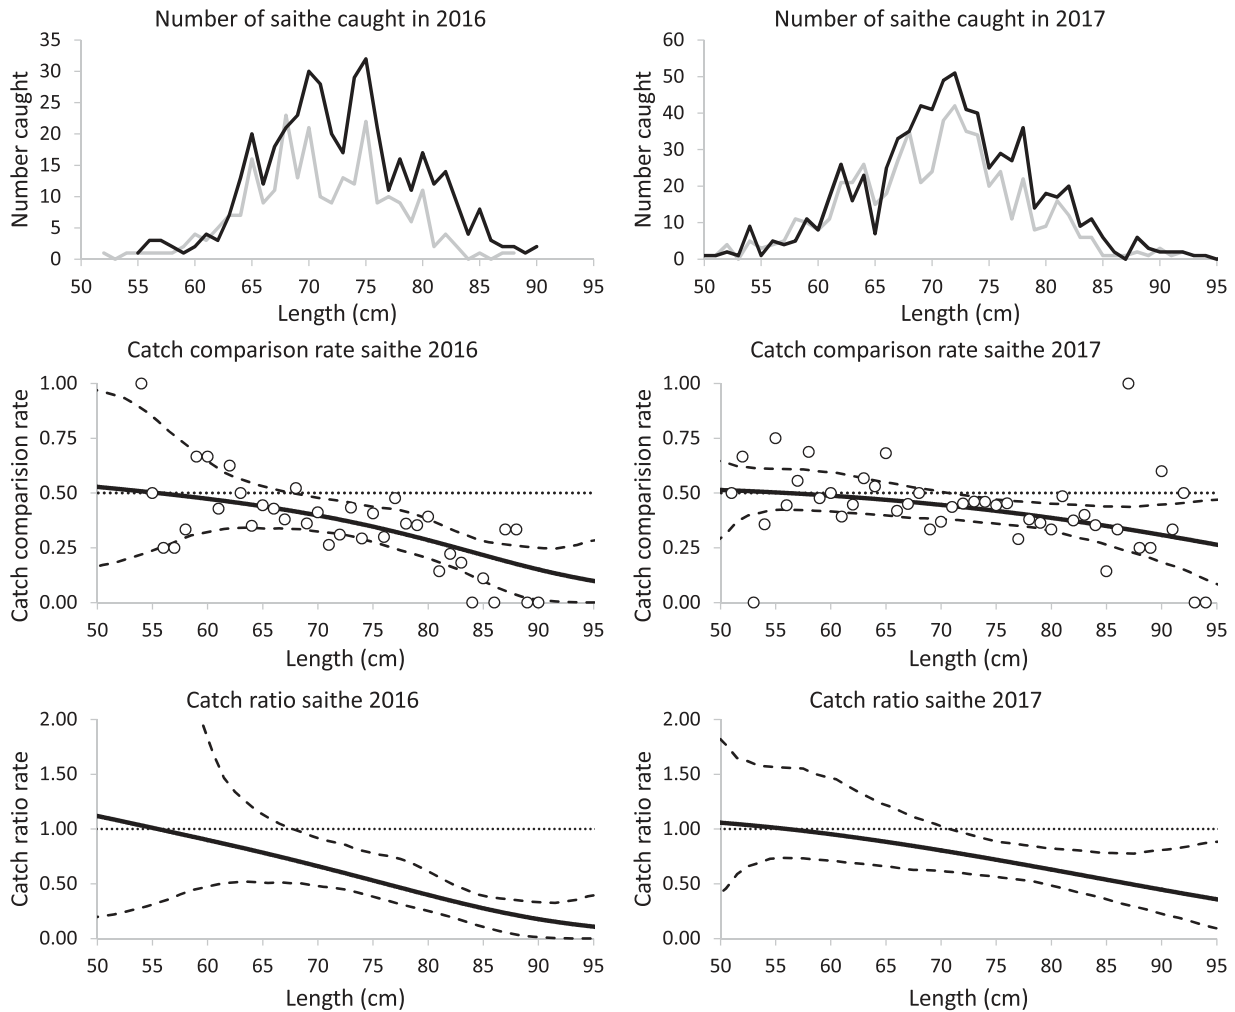 Number of saithe caught in 2016
Number caught
35
30
25
20
15
10
5
0
50 55 60 65 70 75 80 85 90 95
Length (cm)
Number of saithe caught in 2017
Number caught
60
50
40
30
20
10
0
50 55 60 65 70 75 80 85 90 95
Length (cm)
Catch comparison rate saithe 2016
Catch comparison rate
1.00
0.75
0.50
0.25
0.00
50 55 60 65 70 75 80 85 90 95
Length (cm)
Catch comparison rate saithe 2017
Catch comparision rate
1.00
0.75
0.50
0.25
0.00
50 55 60 65 70 75 80 85 90 95
Length (cm)
Catch ratio saithe 2016
Catch ratio rate
2.00
1.50
1.00
0.50
0.00
50 55 60 65 70 75 80 85 90 95
Length (cm)
Catch ratio saithe 2017
Catch ratio rate
2.00
1.50
1.00
0.50
0.00
50 55 60 65 70 75 80 85 90 95
Length (cm)